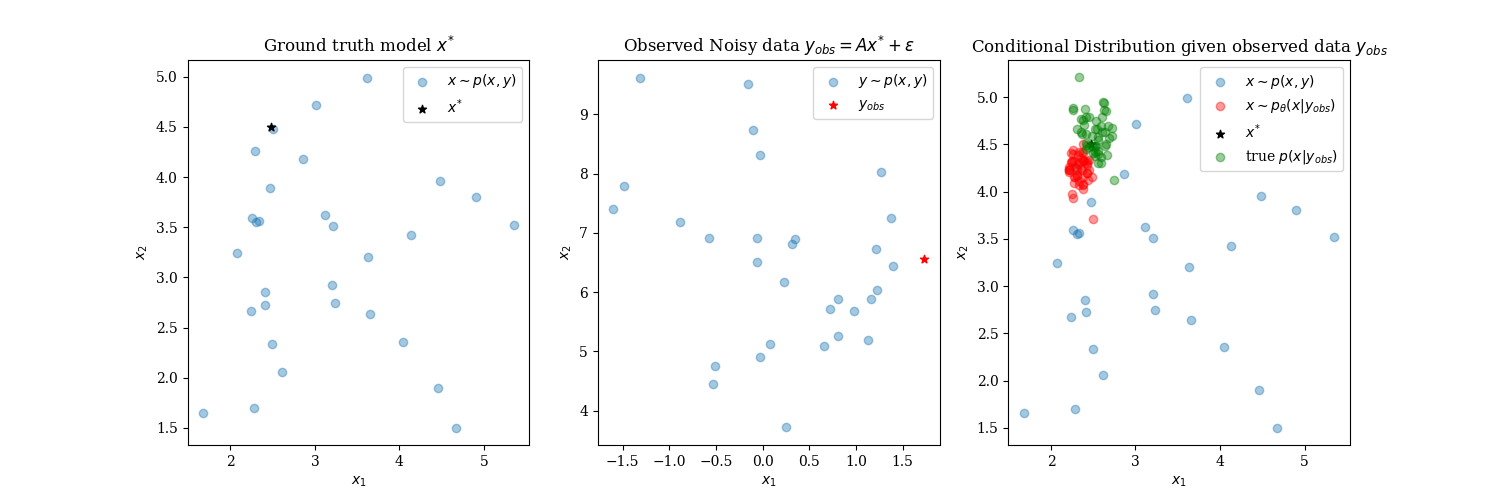 Ground truth model x*
x ~ p(x, y)
x*
5.0
4.5
4.0
3.5
3.0
2.5
2.0
1.5
x₂
2 3 4 5
x₁
Observed Noisy data y_obs = Ax* + ε
y ~ p(x, y)
y_obs
9
8
7
6
5
4
x₂
−1.5 −1.0 −0.5 0.0 0.5 1.0 1.5
x₁
Conditional Distribution given observed data y_obs
x ~ p(x, y)
x ~ p_θ(x|y_obs)
x*
true p(x|y_obs)
5.0
4.5
4.0
3.5
3.0
2.5
2.0
1.5
x₂
2 3 4 5
x₁